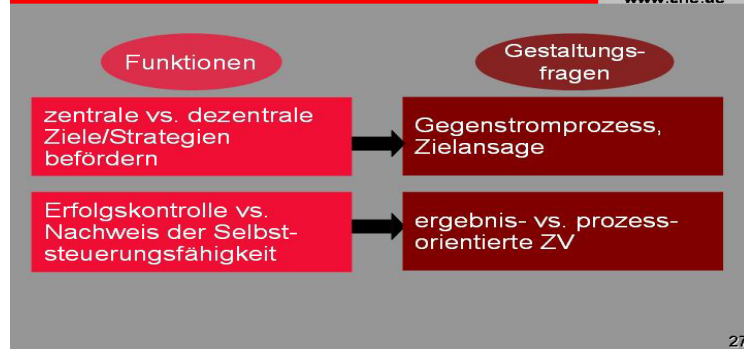 www.che.de
Funktionen
Gestaltungs-
fragen
zentrale vs. dezentrale
Ziele/Strategien
befördern
Gegenstromprozess,
Zielansage
Erfolgskontrolle vs.
Nachweis der Selbst-
steuerungsfähigkeit
ergebnis- vs. prozess-
orientierte ZV
27